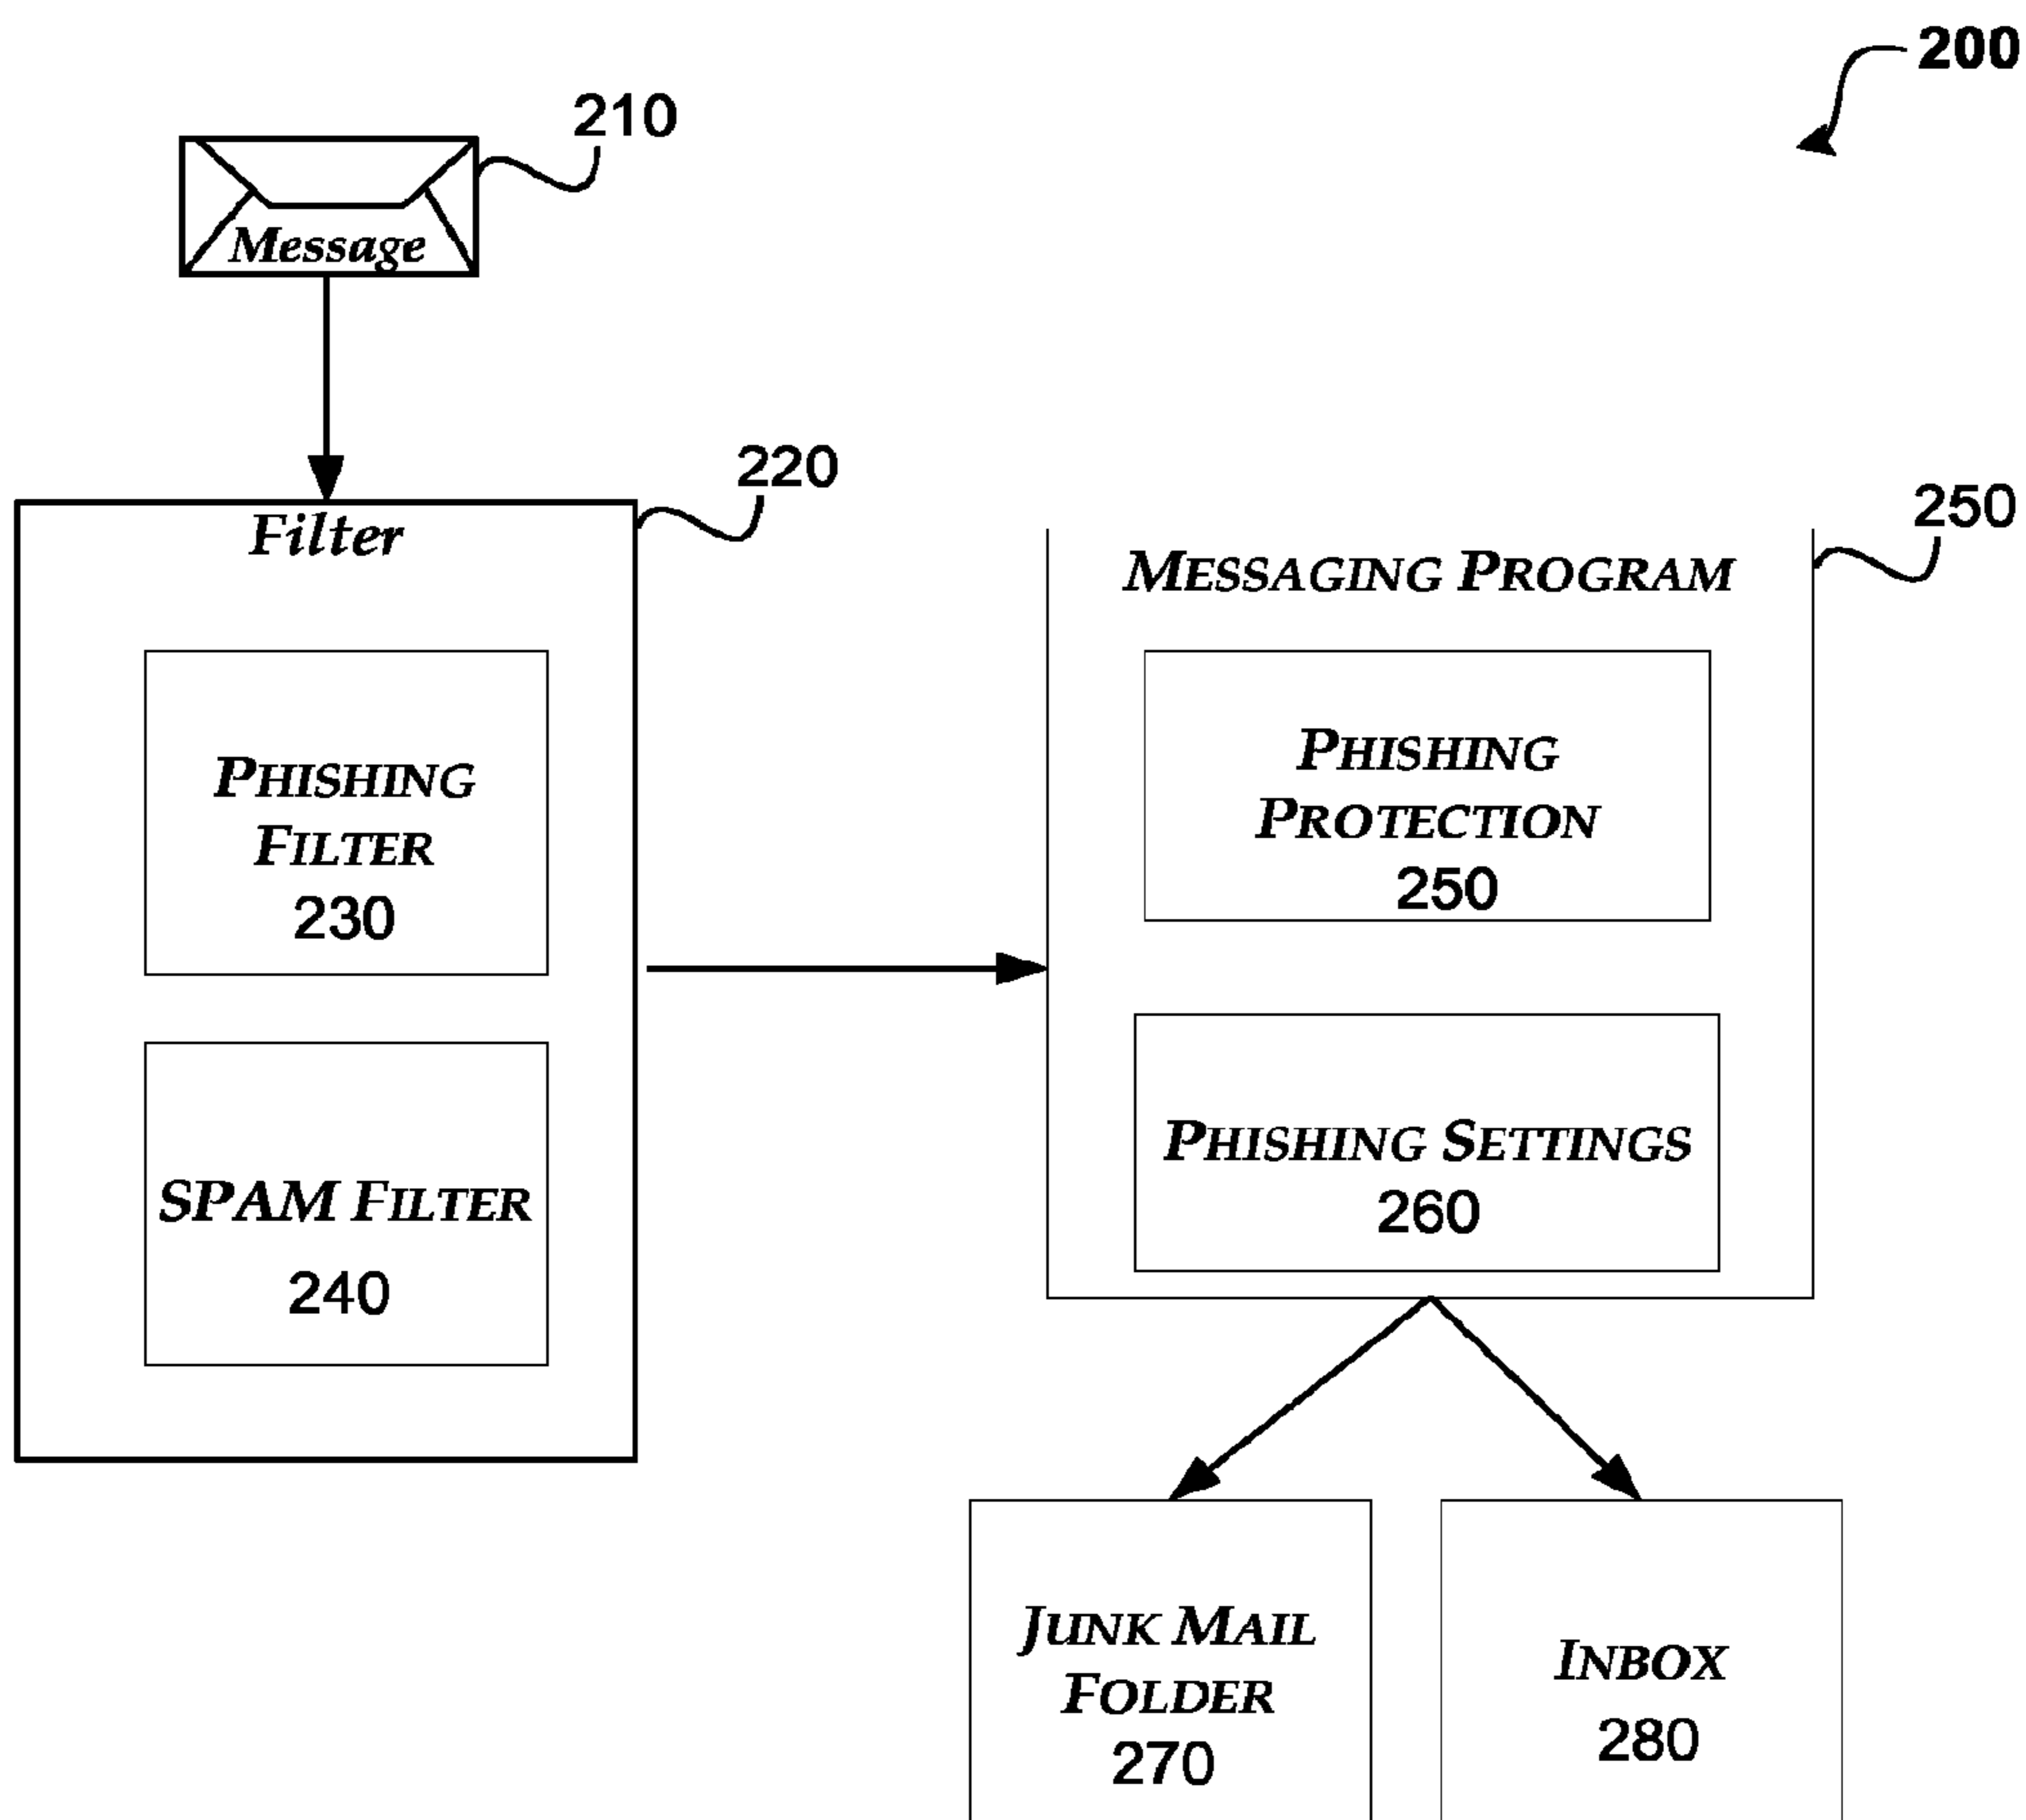 200
210
Message
220
Filter
PHISHING
FILTER
230
SPAM FILTER
240
250
MESSAGING PROGRAM
PHISHING
PROTECTION
250
PHISHING SETTINGS
260
JUNK MAIL
FOLDER
270
INBOX
280